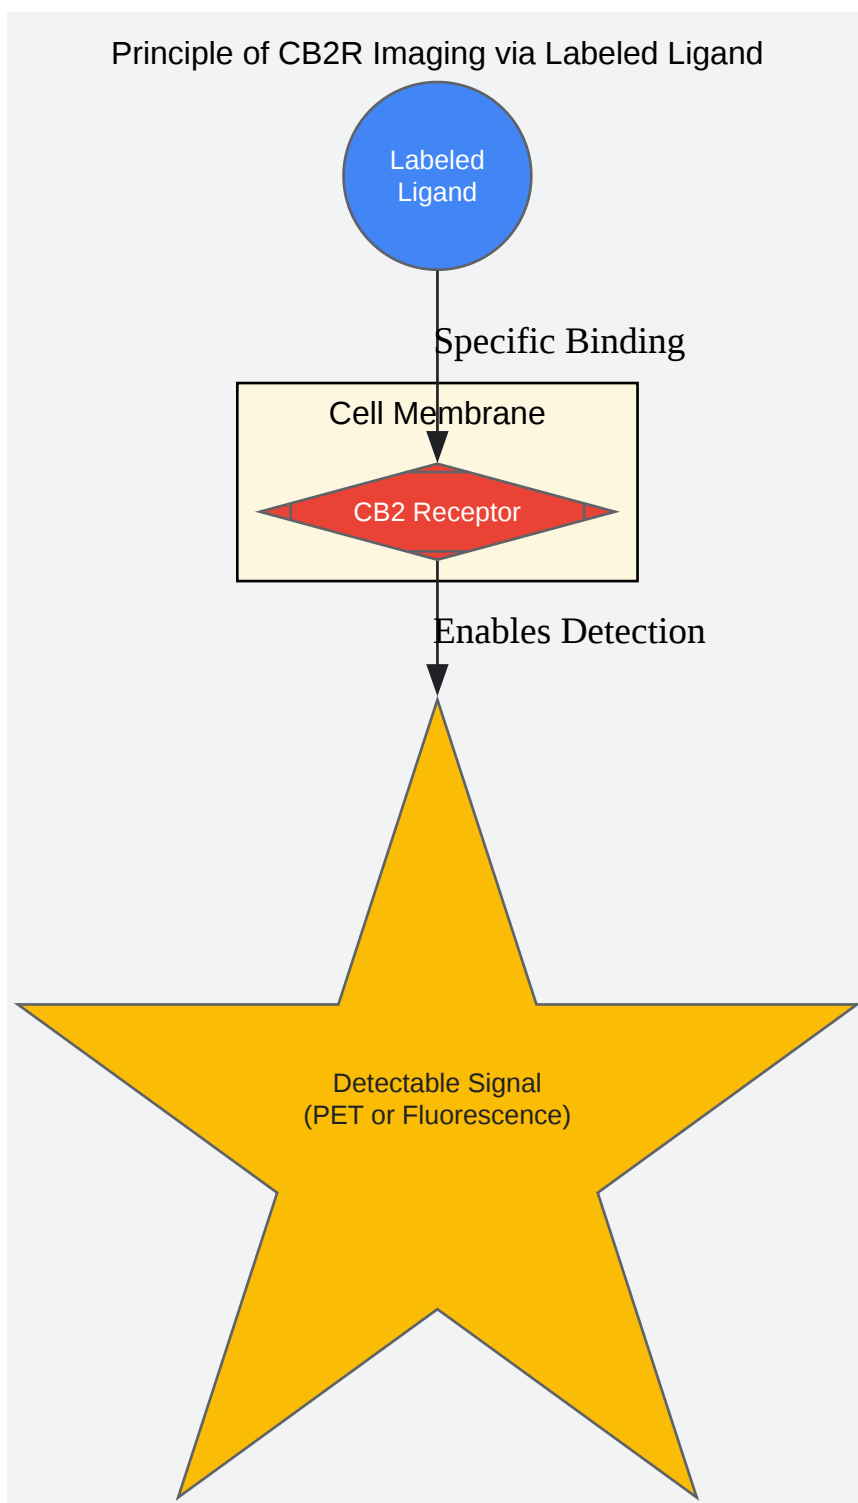 Principle of CB2R Imaging via Labeled Ligand
Labeled
Ligand
Specific Binding
Cell Membrane
CB2 Receptor
Enables Detection
Detectable Signal
(PET or Fluorescence)